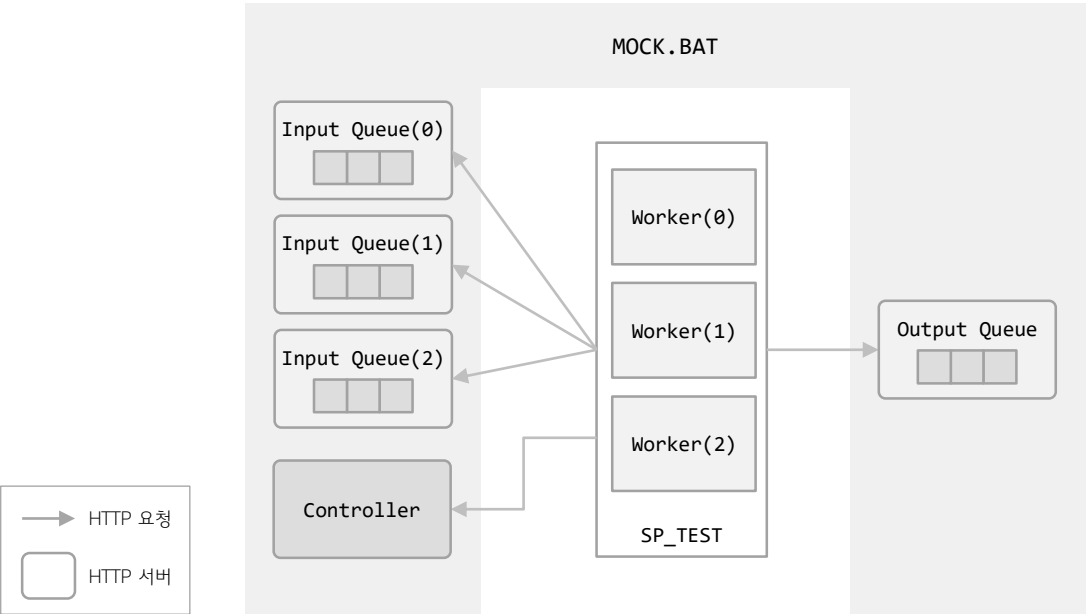 MOCK.BAT
Input Queue(0)
Input Queue(1)
Input Queue(2)
Controller
Worker(0)
Worker(1)
Worker(2)
SP_TEST
Output Queue
HTTP 요청
HTTP 서버